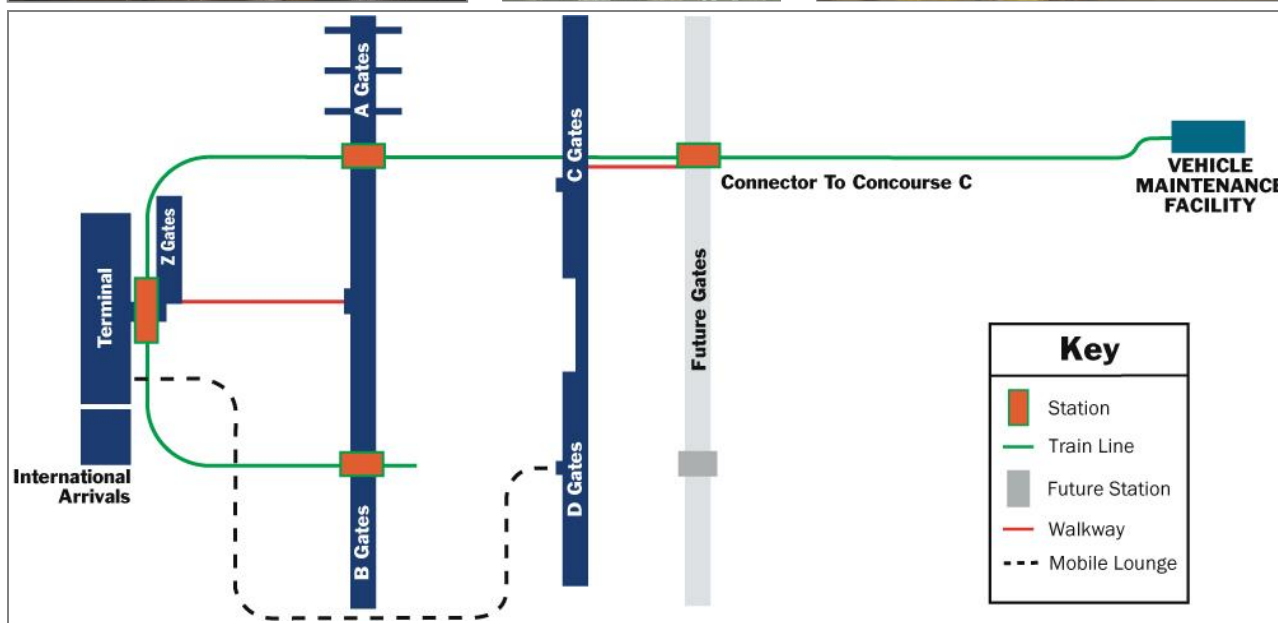 A Gates
C Gates
Connector To Concourse C
VEHICLE
MAINTENANCE
FACILITY
Z Gates
Terminal
Future Gates
International
Arrivals
B Gates
D Gates
Key
Station
Train Line
Future Station
Walkway
Mobile Lounge